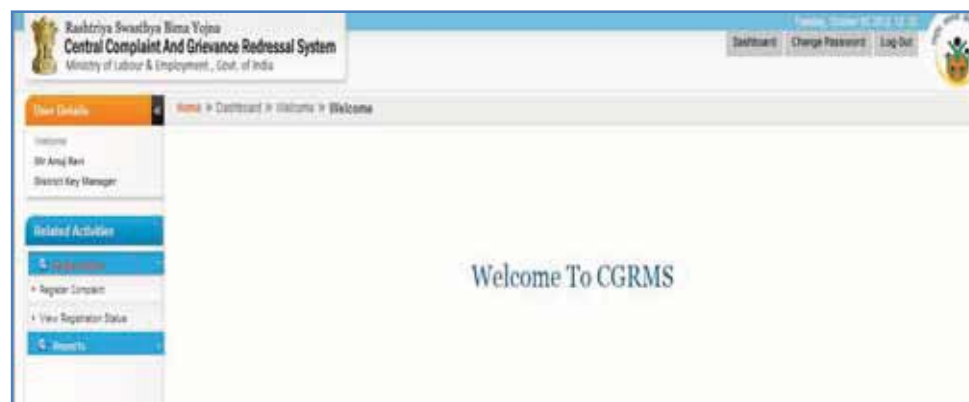 Rashtriya Swasthya Bima Yojna
Central Complaint And Grievance Redressal System
Ministry of Labour & Employment, Govt. of India
Dashboard Change Password Log Out
User Details
Home » Dashboard » Welcome » Welcome
Welcome
District Key Manager
Related Activities
Register Complaint
View Registration Status
Reports
Welcome To CGRMS